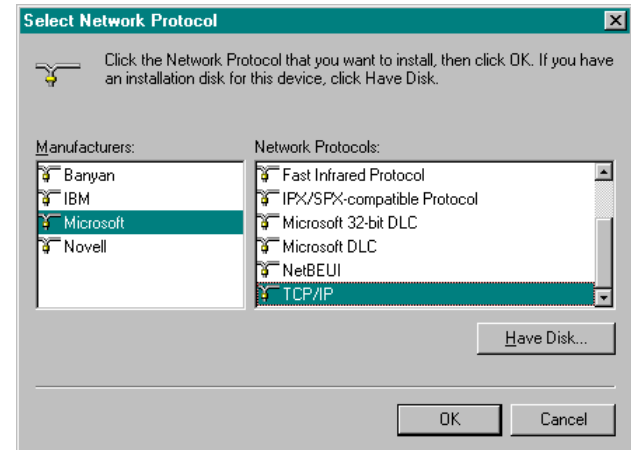 Select Network Protocol
Click the Network Protocol that you want to install, then click OK. If you have
an installation disk for this device, click Have Disk.
Manufacturers:
Banyan
IBM
Microsoft
Novell
Network Protocols:
Fast Infrared Protocol
IPX/SPX-compatible Protocol
Microsoft 32-bit DLC
Microsoft DLC
NetBEUI
TCP/IP
Have Disk...
OK
Cancel